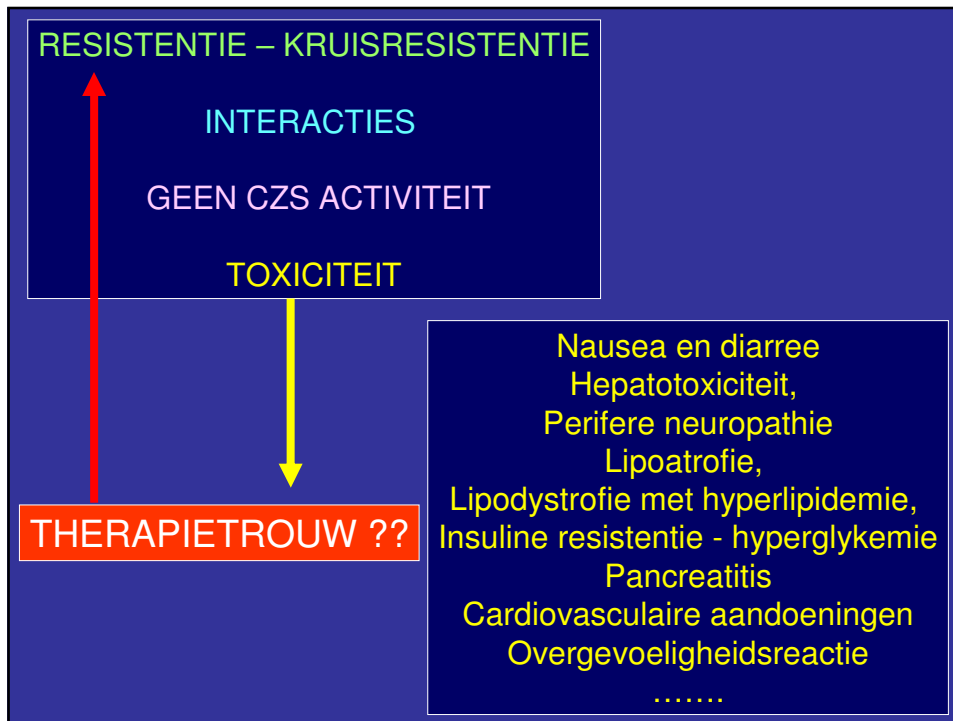 RESISTENTIE – KRUISRESISTENTIE
INTERACTIES
GEEN CZS ACTIVITEIT
TOXICITEIT
THERAPIETROUW ??
Nausea en diarree
Hepatotoxiciteit,
Perifere neuropathie
Lipoatrofie,
Lipodystrofie met hyperlipidemie,
Insuline resistentie - hyperglykemie
Pancreatitis
Cardiovasculaire aandoeningen
Overgevoeligheidsreactie
…….